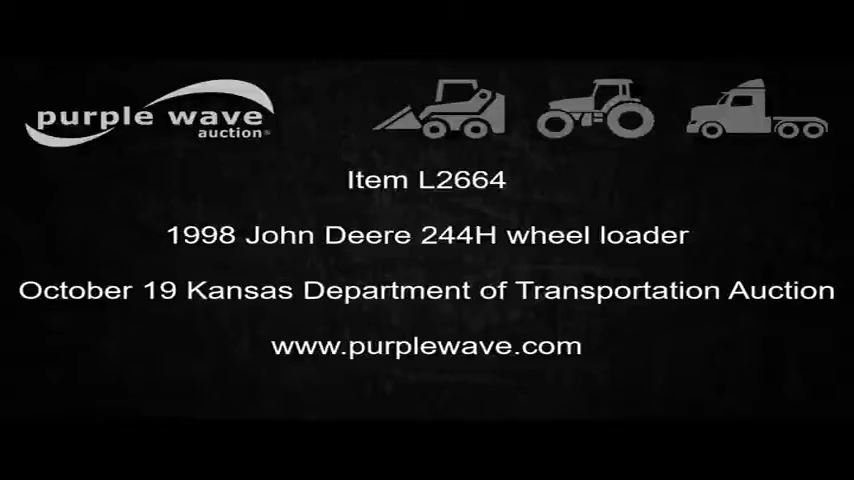 purple wave
auction®
Item L2664
1998 John Deere 244H wheel loader
October 19 Kansas Department of Transportation Auction
www.purplewave.com